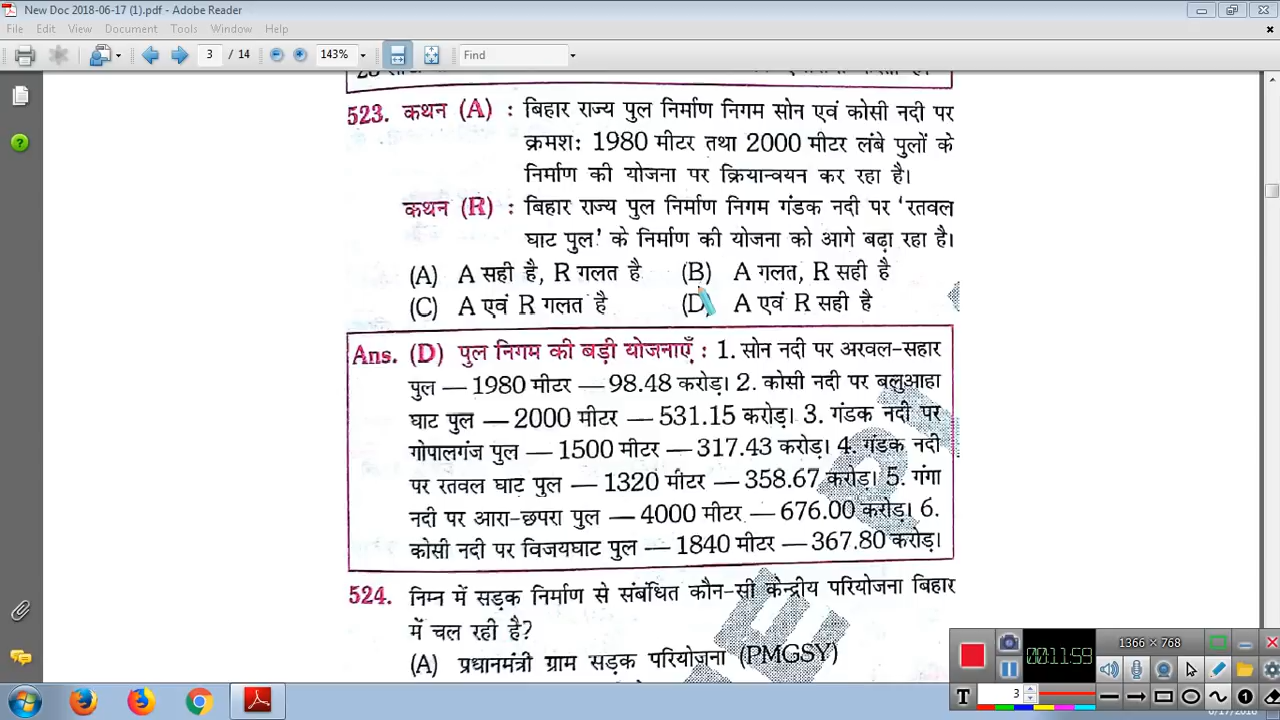 New Doc 2018-06-17 (1).pdf - Adobe Reader
File Edit View Document Tools Window Help
3 / 14 143% Find
523. कथन (A) : बिहार राज्य पुल निर्माण निगम सोन एवं कोसी नदी पर
क्रमश: 1980 मीटर तथा 2000 मीटर लंबे पुलों के
निर्माण की योजना पर क्रियान्वयन कर रहा है।
कथन (R) : बिहार राज्य पुल निर्माण निगम गंडक नदी पर ‘रतवल
घाट पुल’ के निर्माण की योजना को आगे बढ़ा रहा है।
(A) A सही है, R गलत है (B) A गलत, R सही है
(C) A एवं R गलत है (D) A एवं R सही है
Ans. (D) पुल निगम की बड़ी योजनाएँ : 1. सोन नदी पर अरवल-सहार
पुल — 1980 मीटर — 98.48 करोड़। 2. कोसी नदी पर बलुआहा
घाट पुल — 2000 मीटर — 531.15 करोड़। 3. गंडक नदी पर
गोपालगंज पुल — 1500 मीटर — 317.43 करोड़। 4. गंडक नदी
पर रतवल घाट पुल — 1320 मीटर — 358.67 करोड़। 5. गंगा
नदी पर आरा-छपरा पुल — 4000 मीटर — 676.00 करोड़। 6.
कोसी नदी पर विजयघाट पुल — 1840 मीटर — 367.80 करोड़।
524. निम्न में सड़क निर्माण से संबंधित कौन-सी केन्द्रीय परियोजना बिहार
में चल रही है?
(A) प्रधानमंत्री ग्राम सड़क परियोजना (PMGSY)
1366 × 768
00:11:59
T 3
6/17/2018